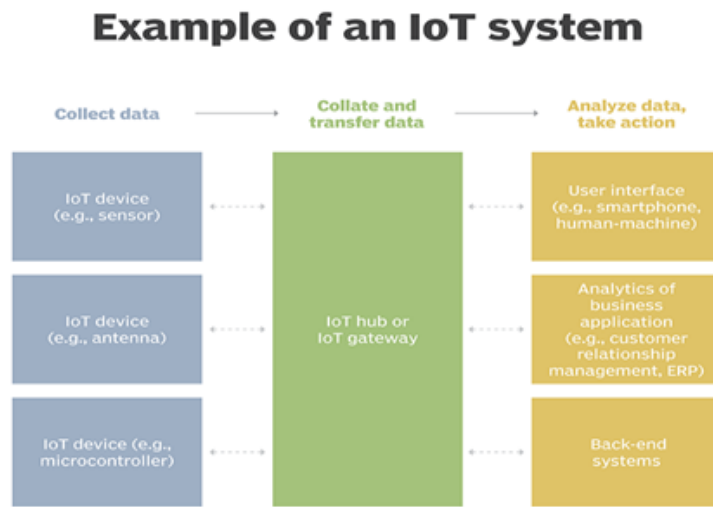 Example of an IoT system
Collect data
Collate and
transfer data
Analyze data,
take action
IoT device
(e.g., sensor)
IoT device
(e.g., antenna)
IoT device (e.g.,
microcontroller)
IoT hub or
IoT gateway
User interface
(e.g., smartphone,
human-machine)
Analytics of
business
application
(e.g., customer
relationship
management, ERP)
Back-end
systems